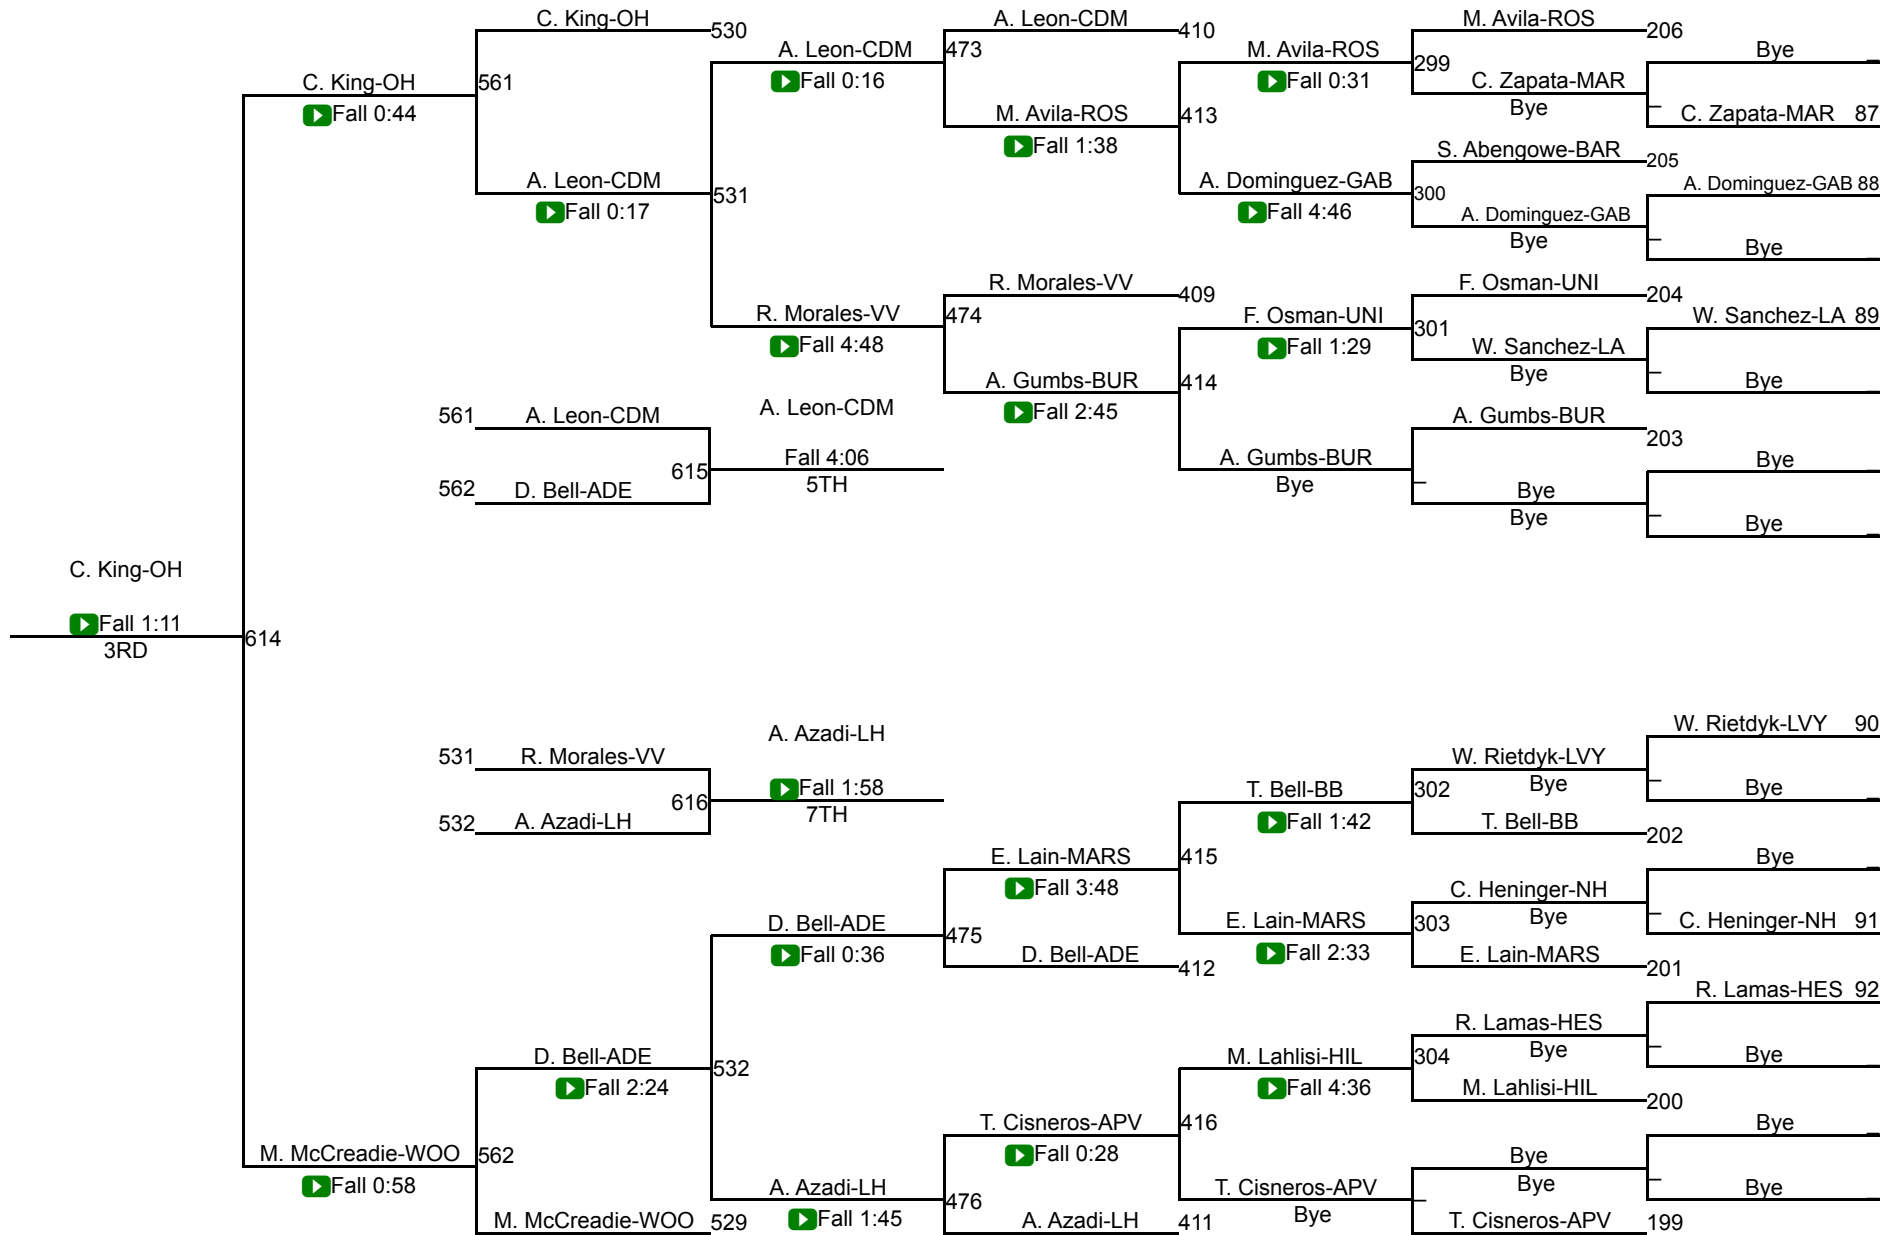 C. King-OH
530
A. Leon-CDM
410
M. Avila-ROS
206
Bye
_
A. Leon-CDM
473
M. Avila-ROS
299
C. King-OH
561
Fall 0:16
Fall 0:31
C. Zapata-MAR
Bye
_
C. Zapata-MAR 87
Fall 0:44
M. Avila-ROS
413
Fall 1:38
S. Abengowe-BAR
205
A. Leon-CDM
531
A. Dominguez-GAB
300
A. Dominguez-GAB 88
Fall 0:17
Fall 4:46
A. Dominguez-GAB
Bye
_
Bye
_
R. Morales-VV
409
F. Osman-UNI
204
R. Morales-VV
474
F. Osman-UNI
301
W. Sanchez-LA 89
Fall 4:48
Fall 1:29
W. Sanchez-LA
Bye
_
Bye
_
A. Gumbs-BUR
414
Fall 2:45
561
A. Leon-CDM
A. Leon-CDM
A. Gumbs-BUR
203
615
Fall 4:06
5TH
A. Gumbs-BUR
Bye
_
Bye
_
562
D. Bell-ADE
Bye
Bye
_
Bye
_
C. King-OH
Fall 1:11
3RD
614
A. Azadi-LH
W. Rietdyk-LVY 90
531
R. Morales-VV
W. Rietdyk-LVY
Bye
_
Bye
_
616
Fall 1:58
7TH
T. Bell-BB
302
Fall 1:42
532
A. Azadi-LH
T. Bell-BB
202
E. Lain-MARS
415
Bye
_
Fall 3:48
C. Heninger-NH
Bye
_
C. Heninger-NH 91
D. Bell-ADE
475
E. Lain-MARS
303
Fall 0:36
D. Bell-ADE
412
Fall 2:33
E. Lain-MARS
201
R. Lamas-HES 92
R. Lamas-HES
Bye
_
Bye
_
D. Bell-ADE
532
M. Lahlisi-HIL
304
Fall 2:24
Fall 4:36
M. Lahlisi-HIL
200
T. Cisneros-APV
416
Bye
_
M. McCreadie-WOO
562
Fall 0:28
Bye
Bye
_
Bye
_
Fall 0:58
A. Azadi-LH
476
T. Cisneros-APV
Bye
_
M. McCreadie-WOO
529
Fall 1:45
A. Azadi-LH
411
T. Cisneros-APV
199